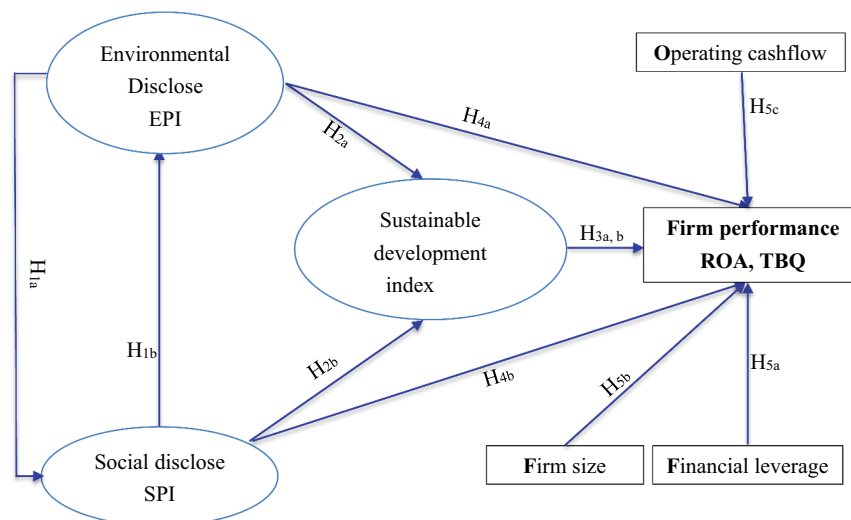 Environmental
Disclose
EPI
Operating cashflow
H5c
H4a
H2a
Sustainable
development
index
H3a, b
Firm performance
ROA, TBQ
H1a
H1b
H2b
H4b
H5b
H5a
Social disclose
SPI
Firm size
Financial leverage